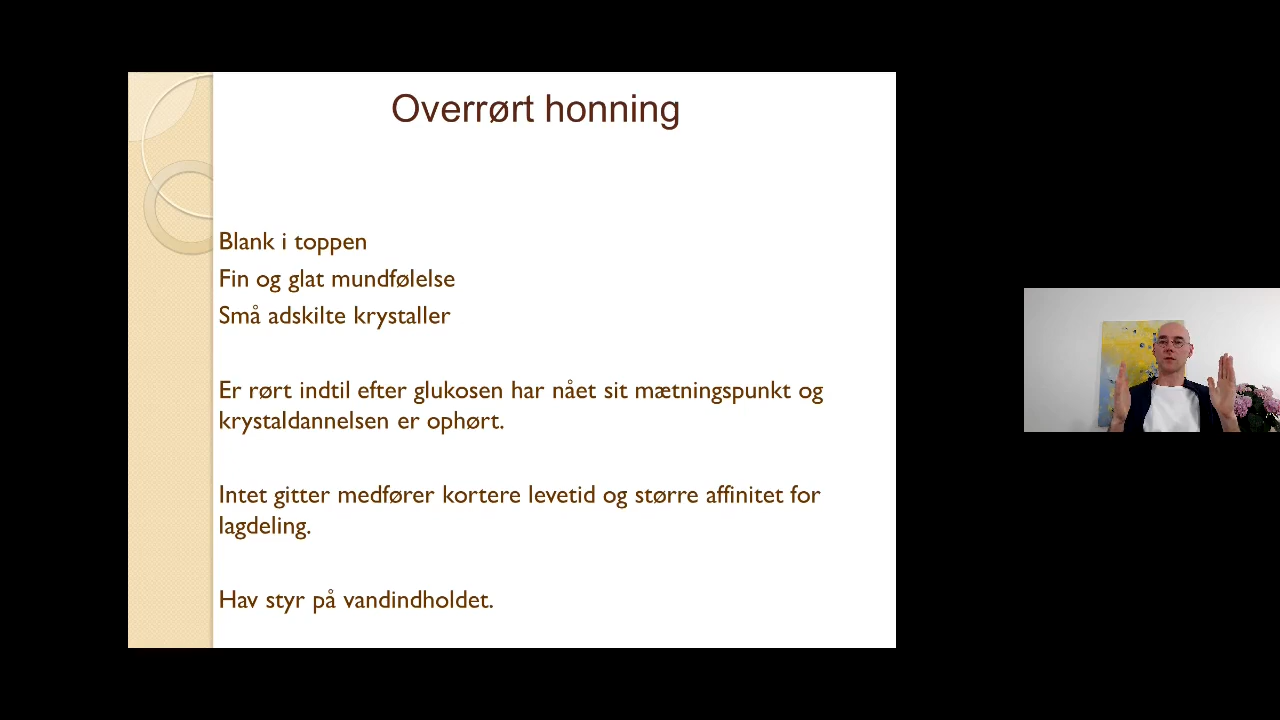 Overrørt honning
Blank i toppen
Fin og glat mundfølelse
Små adskilte krystaller
Er rørt indtil efter glukosen har nået sit mætningspunkt og
krystaldannelsen er ophørt.
Intet gitter medfører kortere levetid og større affinitet for
lagdeling.
Hav styr på vandindholdet.